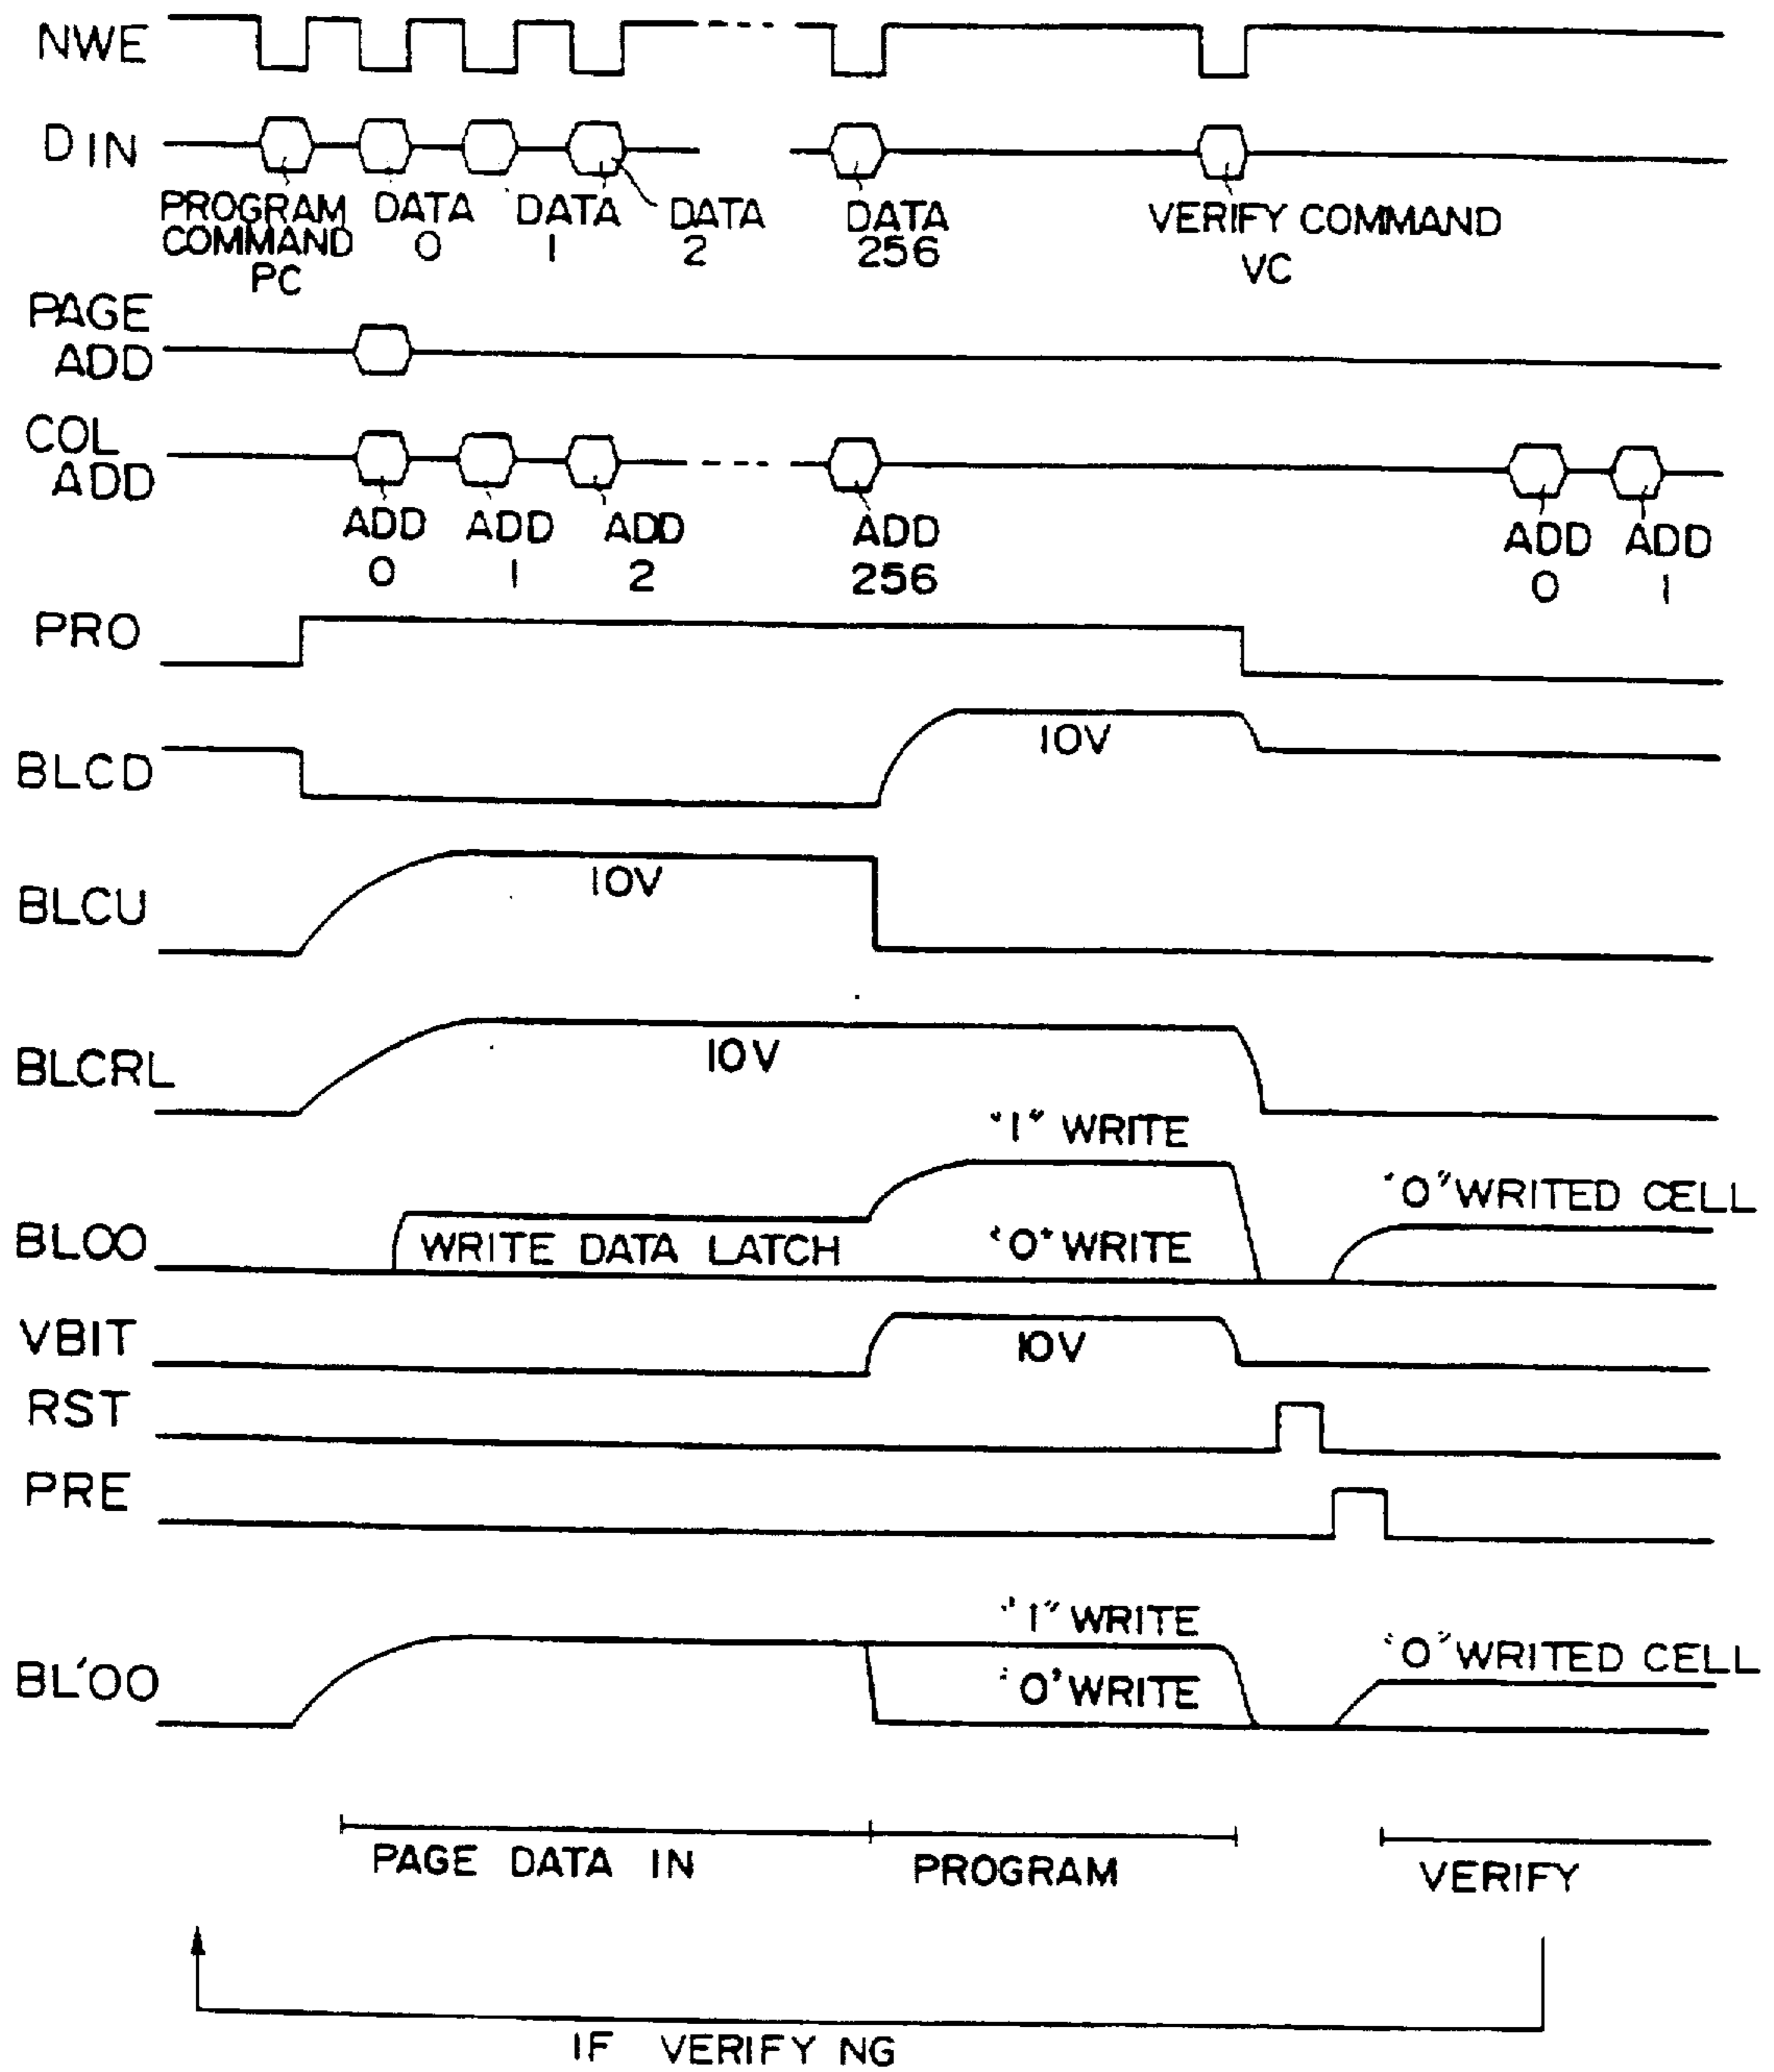 NWE
DIN
PROGRAM
COMMAND
PC
DATA
0
DATA
1
DATA
2
DATA
256
VERIFY COMMAND
VC
PAGE
ADD
COL
ADD
ADD
0
ADD
1
ADD
2
ADD
256
ADD
0
ADD
1
PRO
BLCD
10V
BLCU
10V
BLCRL
10V
"1" WRITE
BL00
WRITE DATA LATCH
"0" WRITE
"0" WRITED CELL
VBIT
10V
RST
PRE
"1" WRITE
BL'00
"0" WRITE
"0" WRITED CELL
PAGE DATA IN
PROGRAM
VERIFY
IF VERIFY NG